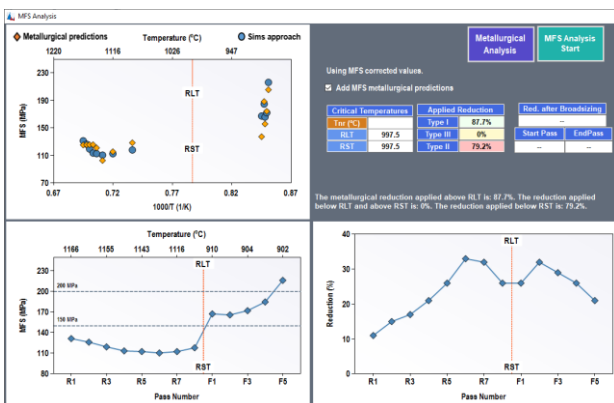 MFS Analysis
Metallurgical predictions
Sims approach
Temperature (ºC)
1220 1116 1026 947
RLT
RST
MFS (MPa)
230
190
150
110
70
0.67 0.72 0.77 0.82 0.87
1000/T (1/K)
Metallurgical Analysis
MFS Analysis Start
Using MFS corrected values.
Add MFS metallurgical predictions
Critical Temperatures
Tnr (ºC)
RLT 997.5
RST 997.5
Applied Reduction
Type I 87.7%
Type III 0%
Type II 79.2%
Red. after Broadsizing
--
Start Pass EndPass
-- --
The metallurgical reduction applied above RLT is: 87.7%. The reduction applied
below RLT and above RST is: 0%. The reduction applied below RST is: 79.2%.
Temperature (ºC)
1166 1155 1143 1116 910 904 902
RLT
RST
MFS (MPa)
230
200 MPa
190
150 MPa
150
110
70
R1 R3 R5 R7 F1 F3 F5
Pass Number
RLT
RST
Reduction (%)
40
30
20
10
0
R1 R3 R5 R7 F1 F3 F5
Pass Number